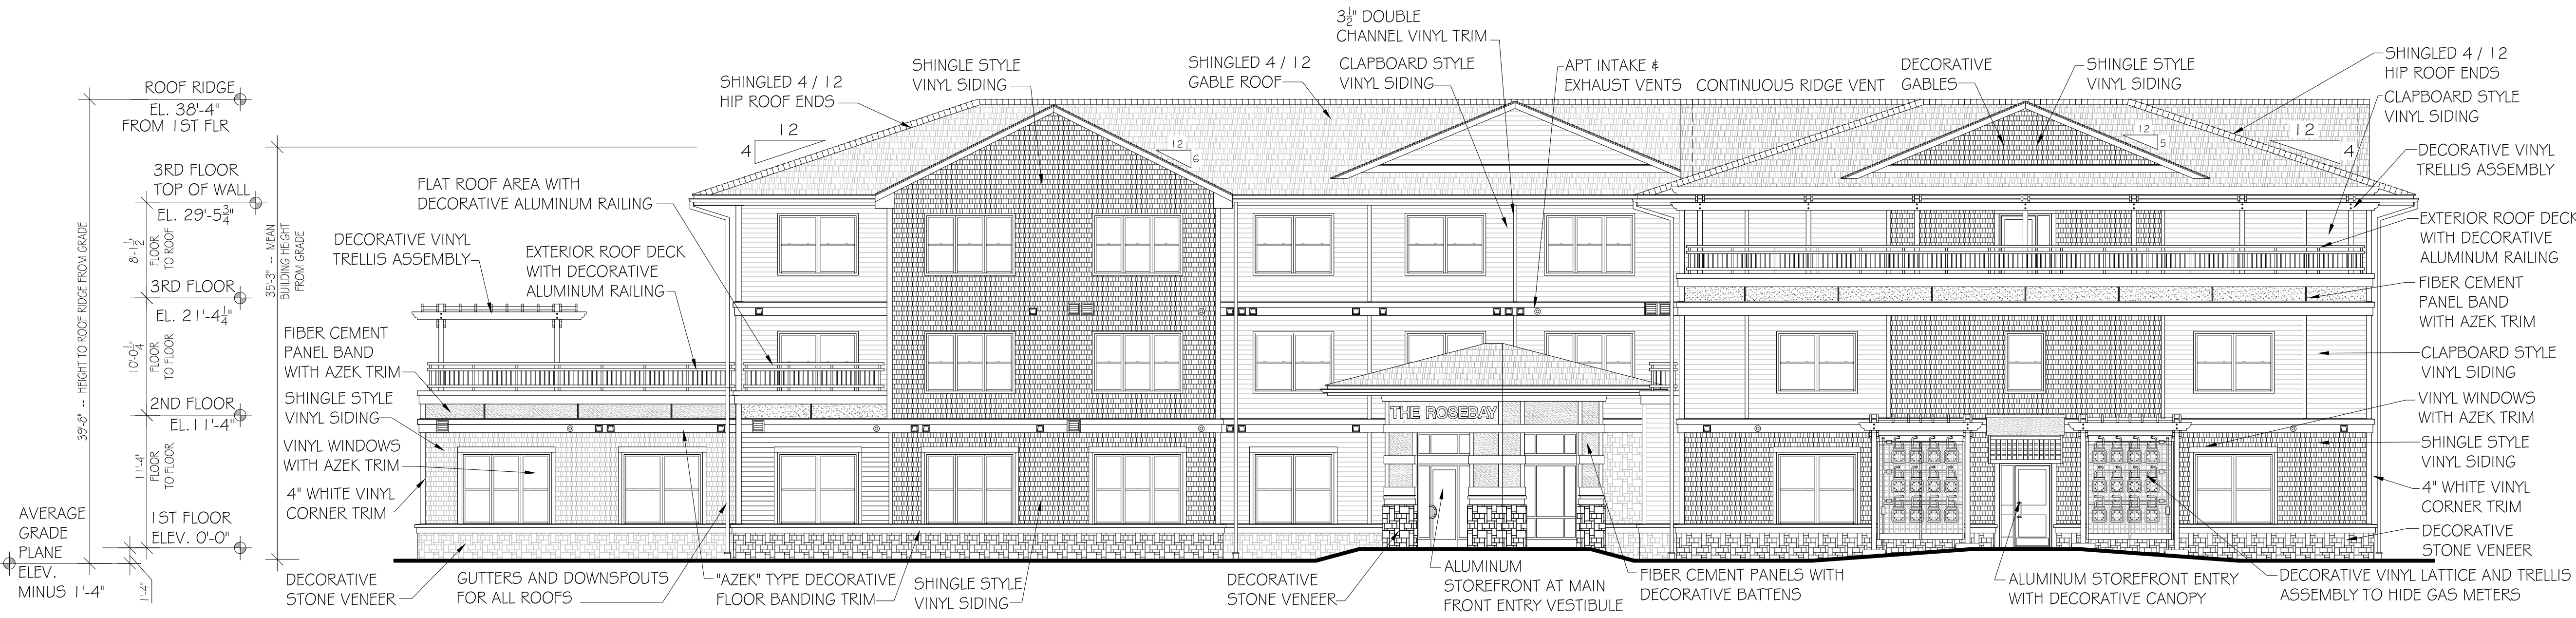 ROOF RIDGE
EL. 38'-4"
FROM 1ST FLR
3RD FLOOR
TOP OF WALL
EL. 29'-5 3/4"
3RD FLOOR
EL. 21'-4 1/4"
2ND FLOOR
EL.11'-4"
1ST FLOOR
ELEV. 0'-0"
AVERAGE
GRADE
PLANE
ELEV.
MINUS 1'-4"
39'-8" -- HEIGHT TO ROOF RIDGE FROM GRADE
8'-1 1/2"
FLOOR
TO ROOF
10'-0 1/4"
FLOOR
TO FLOOR
11'-4"
FLOOR
TO FLOOR
1'-4"
35'-3" -- MEAN
BUILDING HEIGHT
FROM GRADE
FLAT ROOF AREA WITH
DECORATIVE ALUMINUM RAILING
DECORATIVE VINYL
TRELLIS ASSEMBLY
EXTERIOR ROOF DECK
WITH DECORATIVE
ALUMINUM RAILING
FIBER CEMENT
PANEL BAND
WITH AZEK TRIM
SHINGLE STYLE
VINYL SIDING
VINYL WINDOWS
WITH AZEK TRIM
4" WHITE VINYL
CORNER TRIM
DECORATIVE
STONE VENEER
GUTTERS AND DOWNSPOUTS
FOR ALL ROOFS
"AZEK" TYPE DECORATIVE
FLOOR BANDING TRIM
SHINGLE STYLE
VINYL SIDING
SHINGLED 4 / 12
HIP ROOF ENDS
12
4
SHINGLE STYLE
VINYL SIDING
12
6
SHINGLED 4 / 12
GABLE ROOF
3 1/2" DOUBLE
CHANNEL VINYL TRIM
CLAPBOARD STYLE
VINYL SIDING
APT INTAKE &
EXHAUST VENTS
CONTINUOUS RIDGE VENT
DECORATIVE
GABLES
SHINGLE STYLE
VINYL SIDING
12
5
12
4
SHINGLED 4 / 12
HIP ROOF ENDS
CLAPBOARD STYLE
VINYL SIDING
DECORATIVE VINYL
TRELLIS ASSEMBLY
EXTERIOR ROOF DECK
WITH DECORATIVE
ALUMINUM RAILING
FIBER CEMENT
PANEL BAND
WITH AZEK TRIM
CLAPBOARD STYLE
VINYL SIDING
VINYL WINDOWS
WITH AZEK TRIM
SHINGLE STYLE
VINYL SIDING
4" WHITE VINYL
CORNER TRIM
DECORATIVE
STONE VENEER
THE ROSEBAY
DECORATIVE
STONE VENEER
ALUMINUM
STOREFRONT AT MAIN
FRONT ENTRY VESTIBULE
FIBER CEMENT PANELS WITH
DECORATIVE BATTENS
ALUMINUM STOREFRONT ENTRY
WITH DECORATIVE CANOPY
DECORATIVE VINYL LATTICE AND TRELLIS
ASSEMBLY TO HIDE GAS METERS